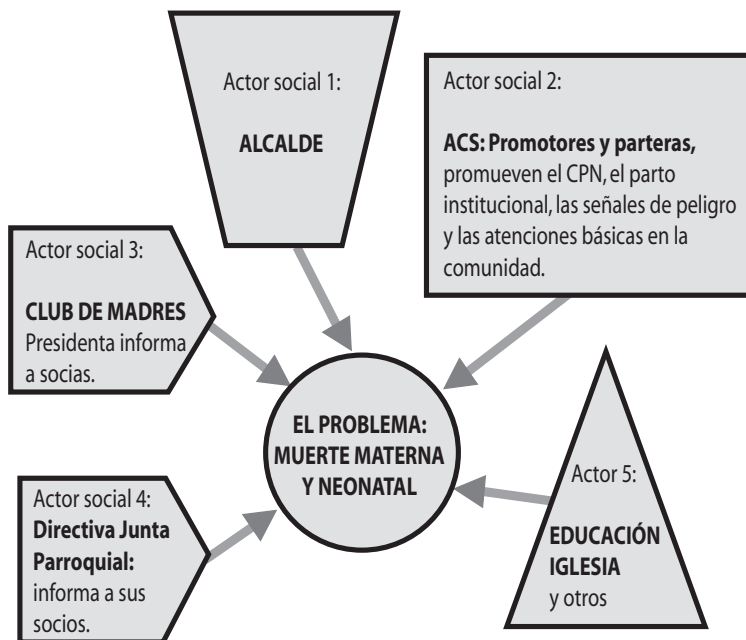 Actor social 1:
ALCALDE
Actor social 2:
ACS: Promotores y parteras,
promueven el CPN, el parto
institucional, las señales de peligro
y las atenciones básicas en la
comunidad.
Actor social 3:
CLUB DE MADRES
Presidenta informa
a socias.
EL PROBLEMA:
MUERTE MATERNA
Y NEONATAL
Actor social 4:
Directiva Junta
Parroquial:
informa a sus
socios.
Actor 5:
EDUCACIÓN
IGLESIA
y otros